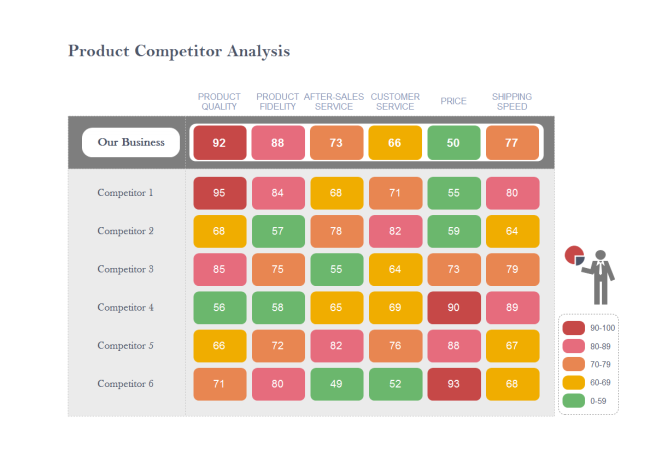 Product Competitor Analysis
PRODUCT QUALITY PRODUCT FIDELITY AFTER-SALES SERVICE CUSTOMER SERVICE PRICE SHIPPING SPEED
Our Business 92 88 73 66 50 77
Competitor 1 95 84 68 71 55 80
Competitor 2 68 57 78 82 59 64
Competitor 3 85 75 55 64 73 79
Competitor 4 56 58 65 69 90 89
Competitor 5 66 72 82 76 88 67
Competitor 6 71 80 49 52 93 68
90-100
80-89
70-79
60-69
0-59